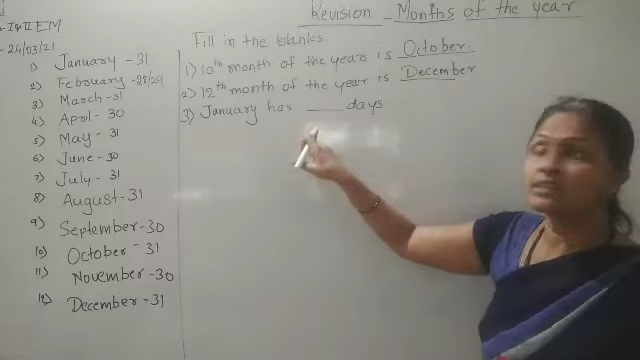 Revision - Months of the year
I & II EM
- 24/03/21
1) January - 31
2) February - 28/29
3) March - 31
4) April - 30
5) May - 31
6) June - 30
7) July - 31
8) August - 31
9) September - 30
10) October - 31
11) November - 30
12) December - 31
Fill in the blanks
1) 10th month of the year is October.
2) 12th month of the year is December
3) January has ____ days